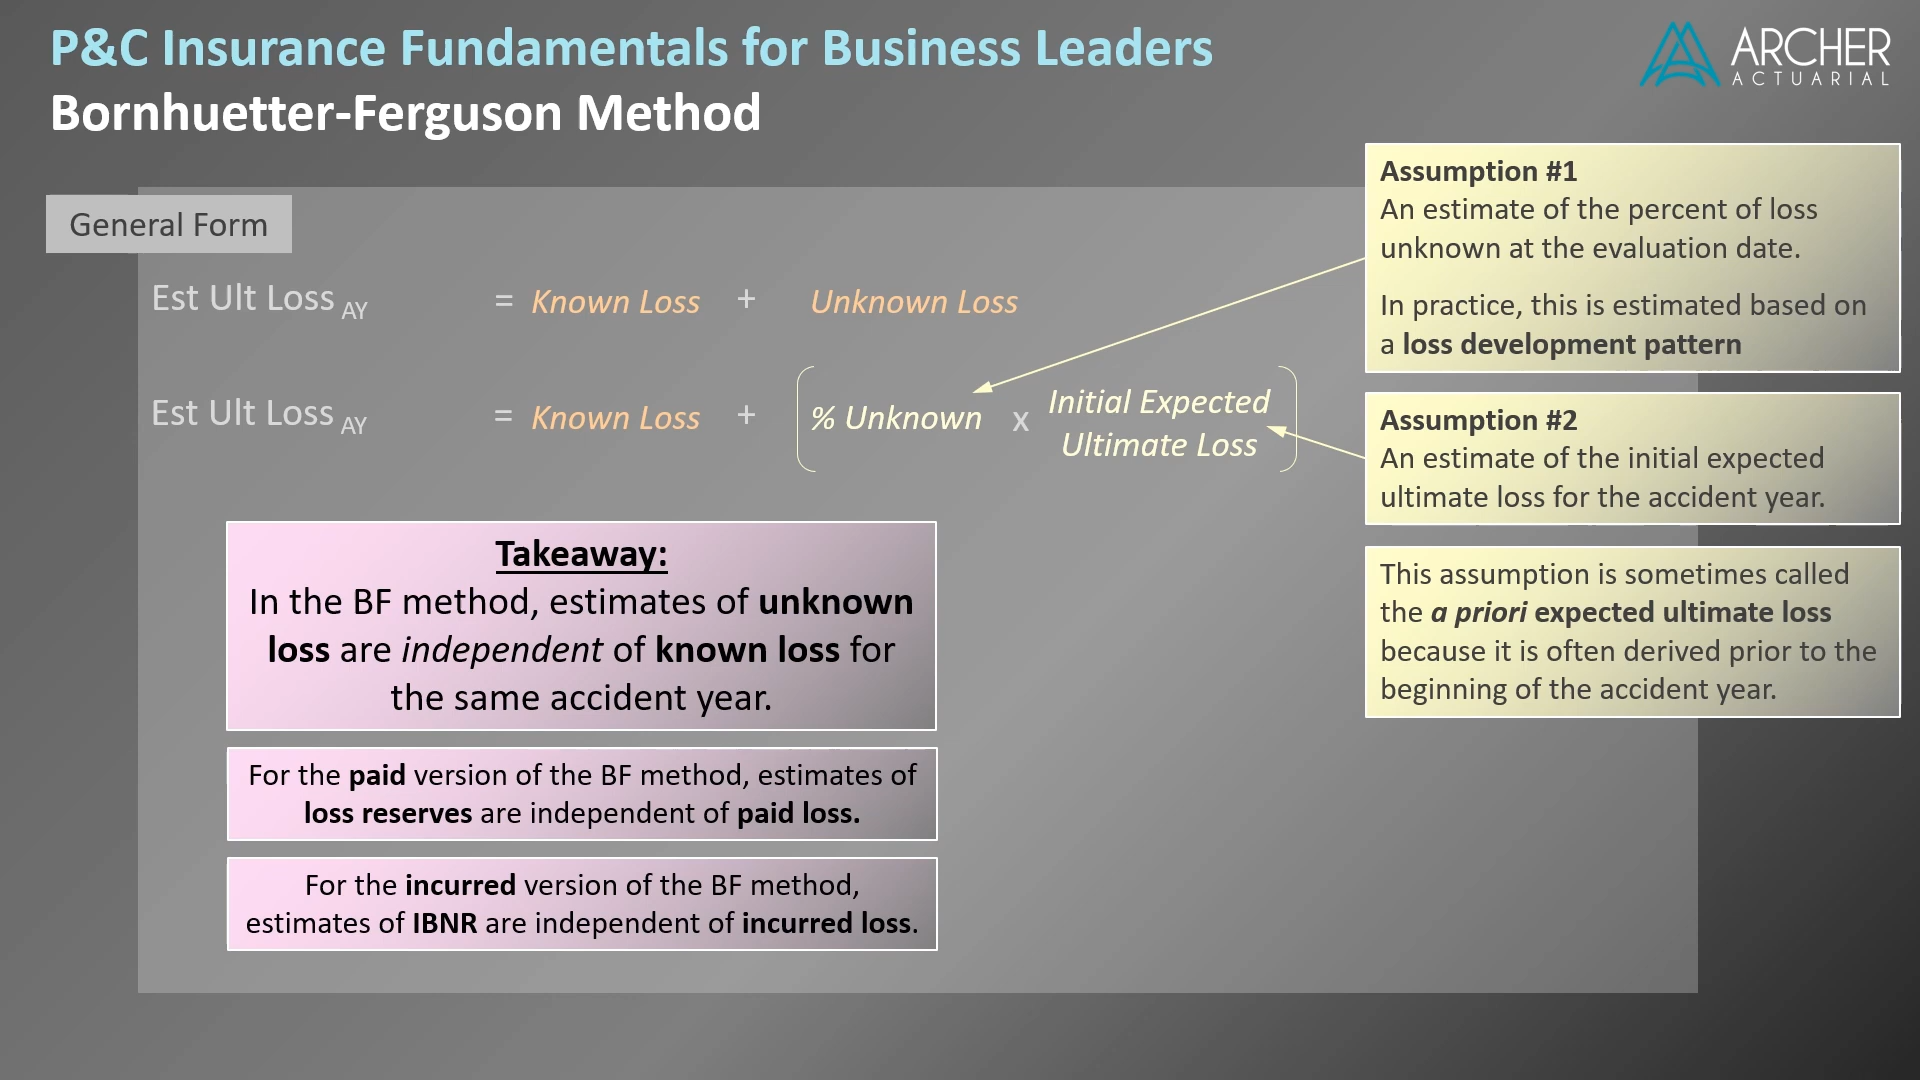 P&C Insurance Fundamentals for Business Leaders
Bornhuetter-Ferguson Method
ARCHER
ACTUARIAL
General Form
Est Ult Loss AY = Known Loss + Unknown Loss
Est Ult Loss AY = Known Loss + % Unknown x Initial Expected
Ultimate Loss
Assumption #1
An estimate of the percent of loss
unknown at the evaluation date.
In practice, this is estimated based on
a loss development pattern
Assumption #2
An estimate of the initial expected
ultimate loss for the accident year.
This assumption is sometimes called
the a priori expected ultimate loss
because it is often derived prior to the
beginning of the accident year.
Takeaway:
In the BF method, estimates of unknown
loss are independent of known loss for
the same accident year.
For the paid version of the BF method, estimates of
loss reserves are independent of paid loss.
For the incurred version of the BF method,
estimates of IBNR are independent of incurred loss.